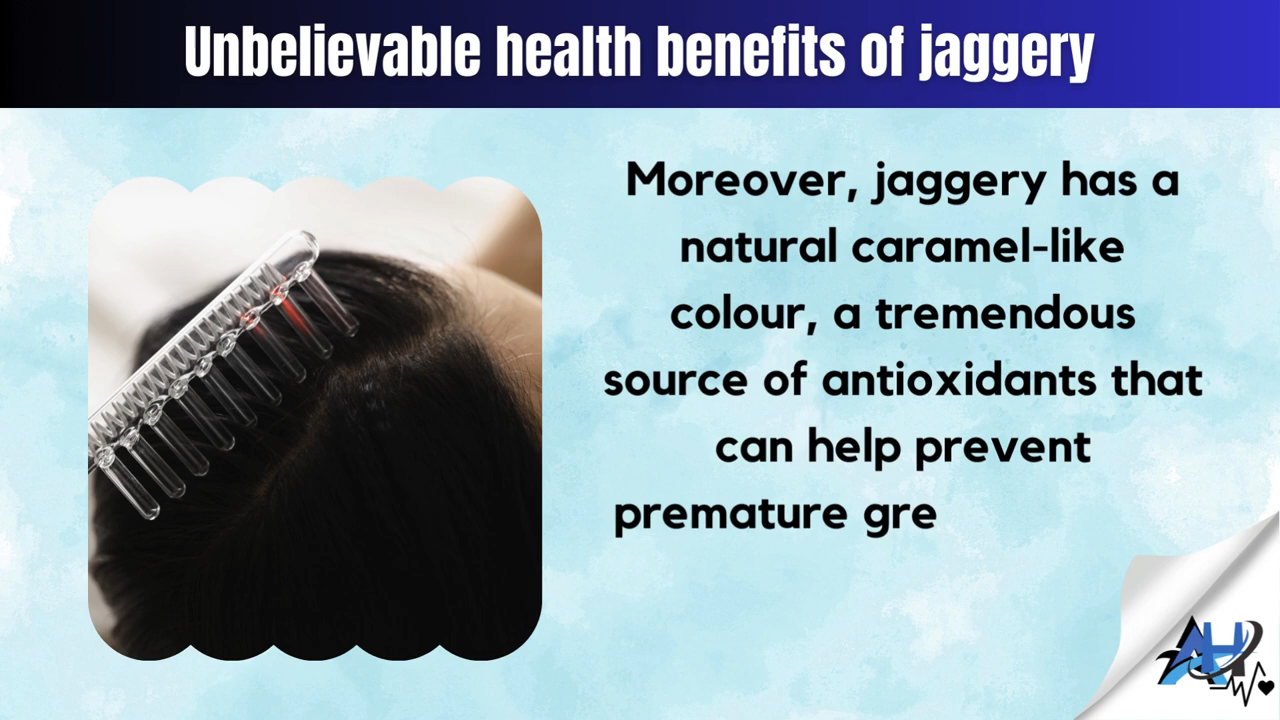 Unbelievable health benefits of jaggery
Moreover, jaggery has a
natural caramel-like
colour, a tremendous
source of antioxidants that
can help prevent
premature gre
AH